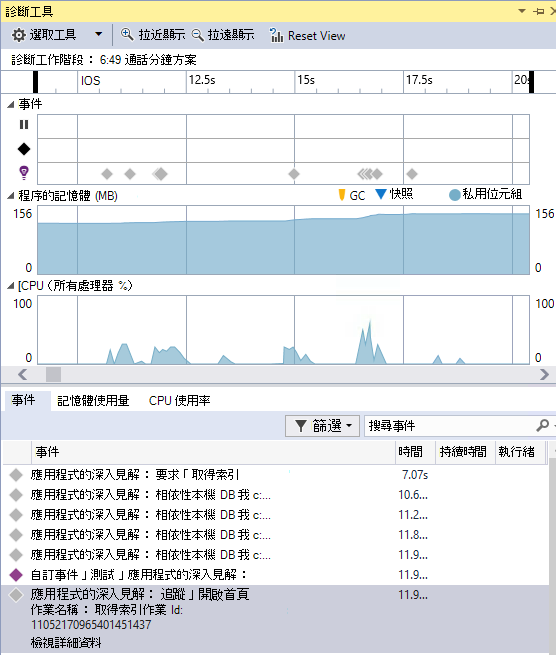 診斷工具
選取工具 拉近顯示 拉遠顯示 Reset View
診斷工作階段： 6:49 通話分鐘方案
IOS 12.5s 15s 17.5s 20s
事件
程序的記憶體 (MB) GC 快照 私用位元組
156 156
0 0
[CPU（所有處理器 %）
100 100
0 0
事件 記憶體使用量 CPU 使用率
篩選 搜尋事件
事件 時間 持續時間 執行緒
應用程式的深入見解： 要求「取得索引 7.07s
應用程式的深入見解： 相依性本機 DB 我 c:... 10.6...
應用程式的深入見解： 相依性本機 DB 我 c:... 11.2...
應用程式的深入見解： 相依性本機 DB 我 c:... 11.8...
應用程式的深入見解： 相依性本機 DB 我 c:... 11.9...
自訂事件」測試」應用程式的深入見解： 11.9...
應用程式的深入見解： 追蹤」開啟首頁 11.9...
作業名稱： 取得索引作業 Id:
11052170965401451437
檢視詳細資料